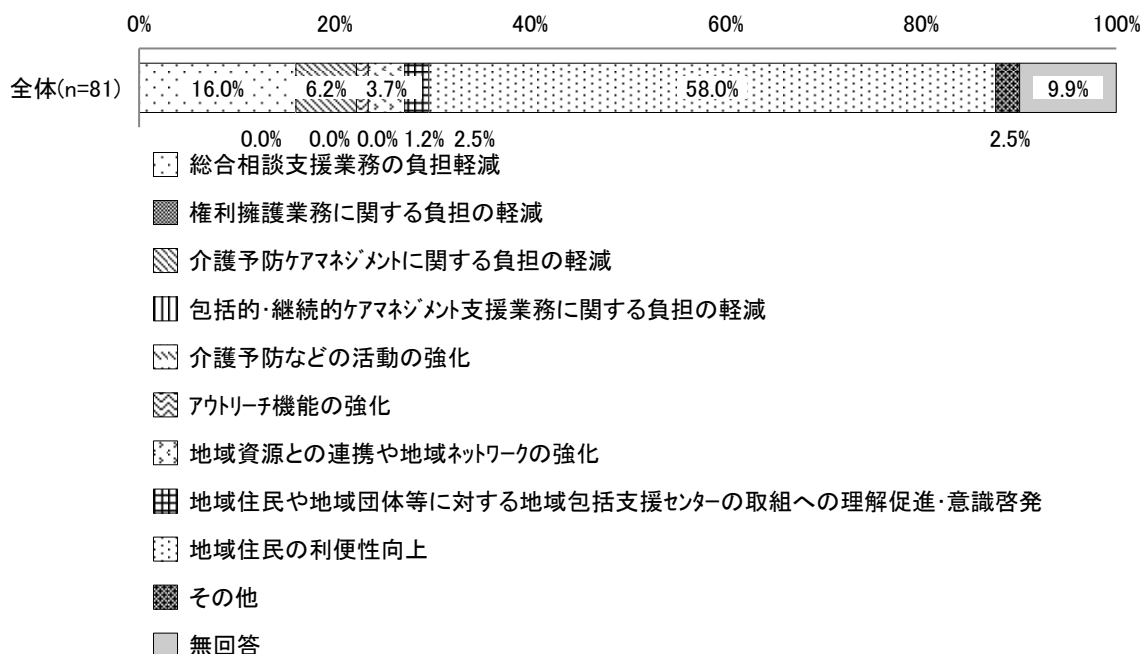 0% 20% 40% 60% 80% 100%
全体(n=81) 16.0% 6.2% 3.7% 58.0% 9.9%
0.0% 0.0% 0.0% 1.2% 2.5% 2.5%
総合相談支援業務の負担軽減
権利擁護業務に関する負担の軽減
介護予防ｹｱﾏﾈｼﾞﾒﾝﾄに関する負担の軽減
包括的・継続的ｹｱﾏﾈｼﾞﾒﾝﾄ支援業務に関する負担の軽減
介護予防などの活動の強化
ｱｳﾄﾘｰﾁ機能の強化
地域資源との連携や地域ﾈｯﾄﾜｰｸの強化
地域住民や地域団体等に対する地域包括支援ｾﾝﾀｰの取組への理解促進・意識啓発
地域住民の利便性向上
その他
無回答